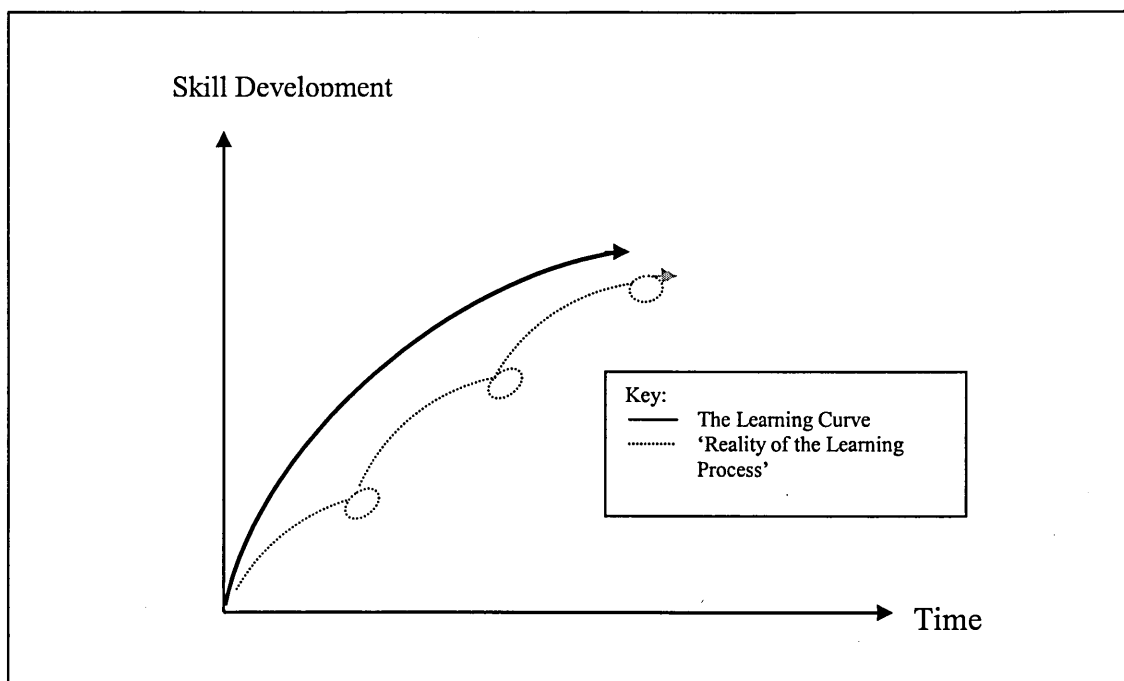 Skill Development
Key:
The Learning Curve
‘Reality of the Learning
Process’
Time